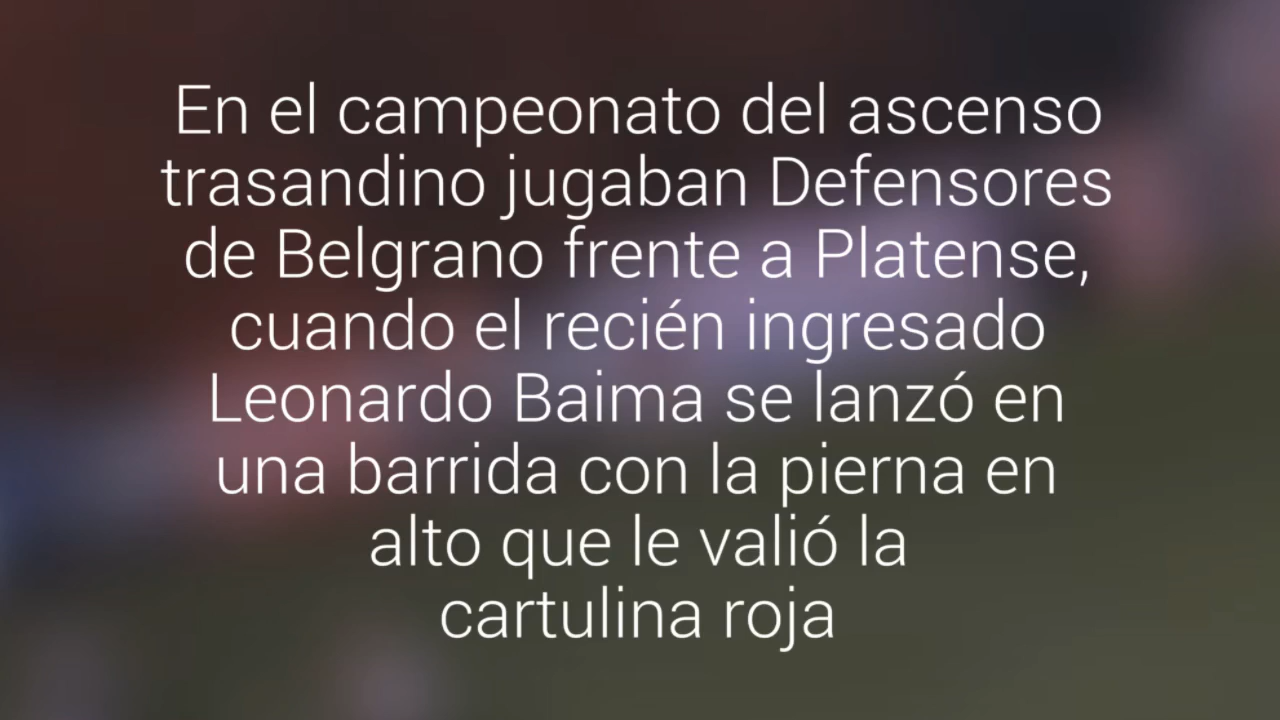 En el campeonato del ascenso
trasandino jugaban Defensores
de Belgrano frente a Platense,
cuando el recién ingresado
Leonardo Baima se lanzó en
una barrida con la pierna en
alto que le valió la
cartulina roja